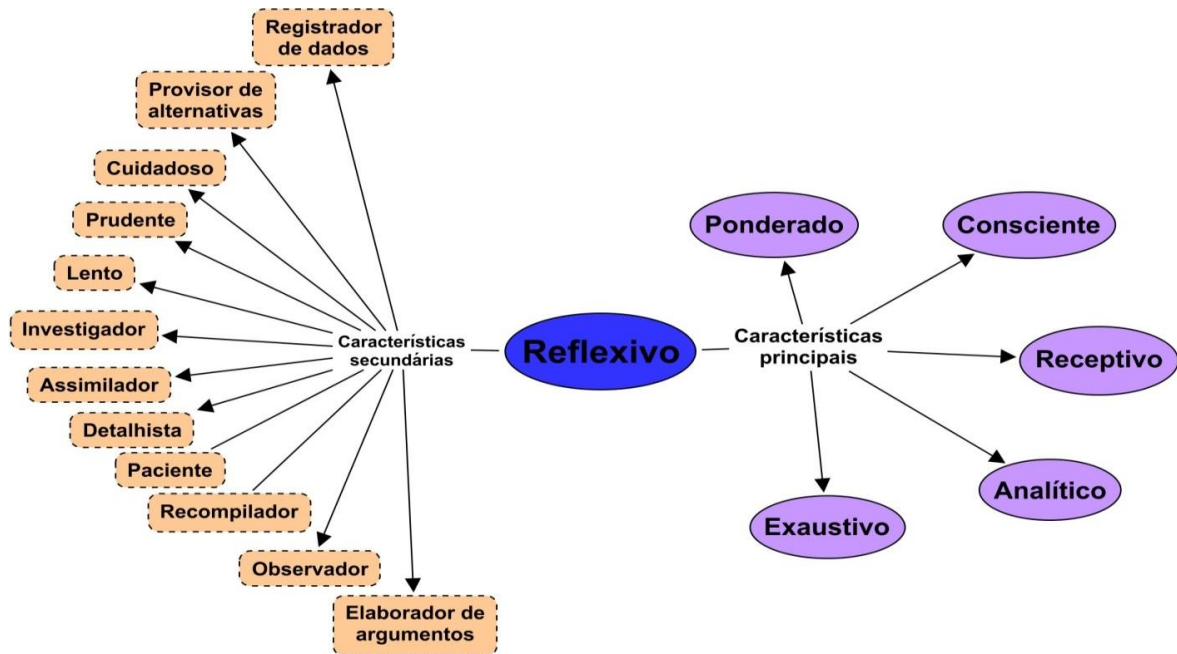 Registrador
de dados
Provisor de
alternativas
Cuidadoso
Prudente
Lento
Investigador
Assimilador
Detalhista
Paciente
Recompilador
Observador
Elaborador de
argumentos
Características
secundárias
Reflexivo
Características
principais
Ponderado
Consciente
Receptivo
Analítico
Exaustivo